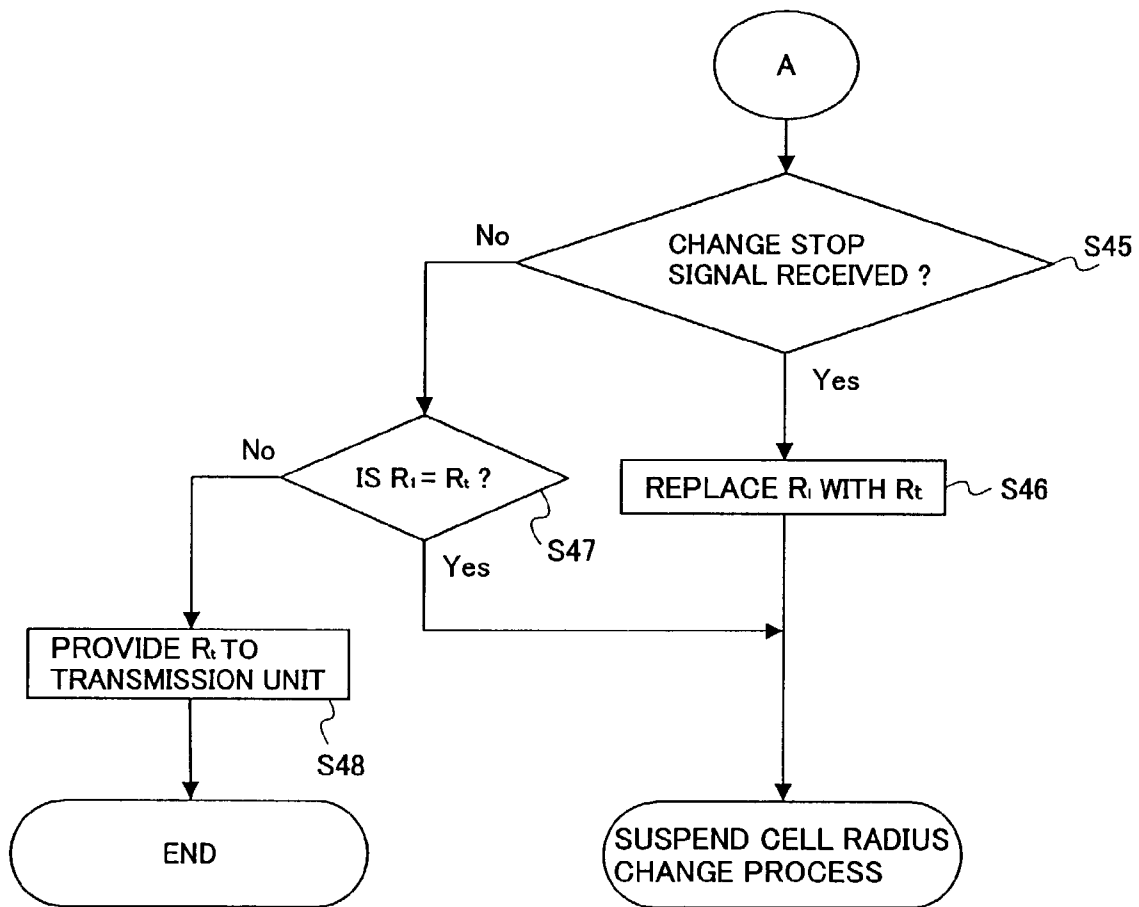 A
CHANGE STOP
SIGNAL RECEIVED ?
S45
No
Yes
No
IS R₁ = Rₜ ?
S47
Yes
REPLACE Rₗ WITH Rₜ
S46
PROVIDE Rₜ TO
TRANSMISSION UNIT
S48
END
SUSPEND CELL RADIUS
CHANGE PROCESS